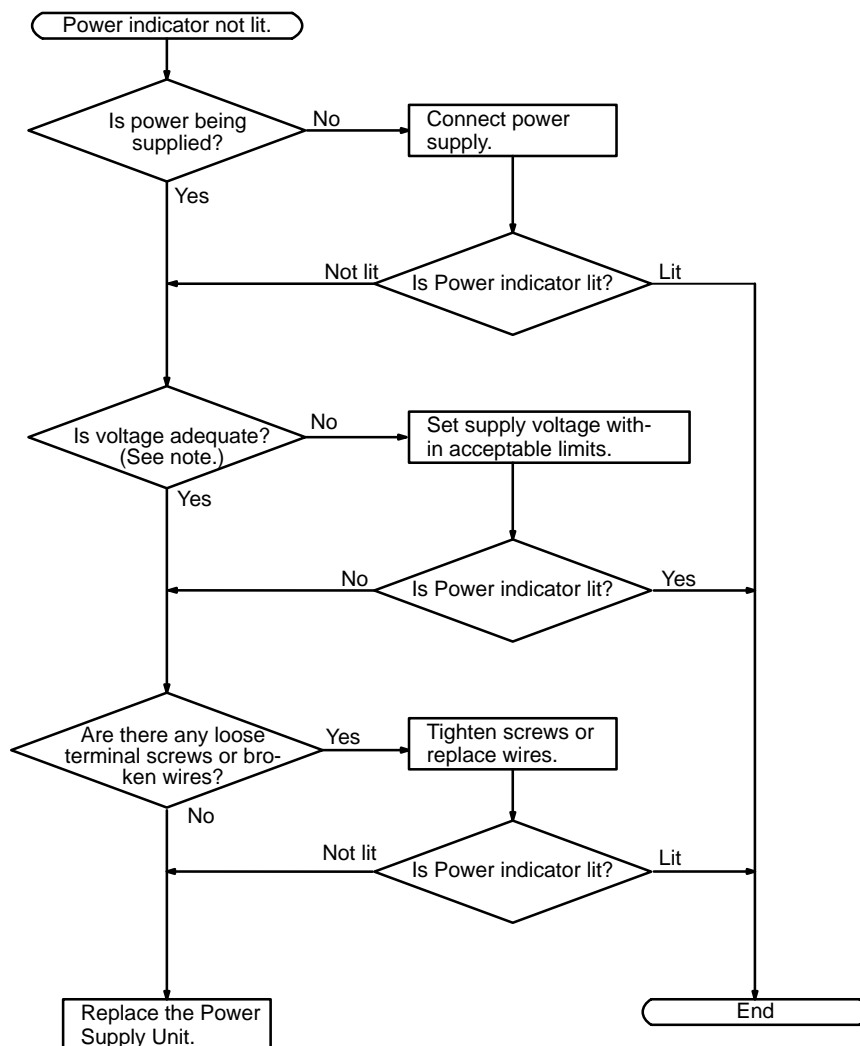 Power indicator not lit.
Is power being
supplied?
No
Connect power
supply.
Yes
Not lit
Is Power indicator lit?
Lit
Is voltage adequate?
(See note.)
No
Set supply voltage with-
in acceptable limits.
Yes
No
Is Power indicator lit?
Yes
Are there any loose
terminal screws or bro-
ken wires?
Yes
Tighten screws or
replace wires.
No
Not lit
Is Power indicator lit?
Lit
Replace the Power
Supply Unit.
End